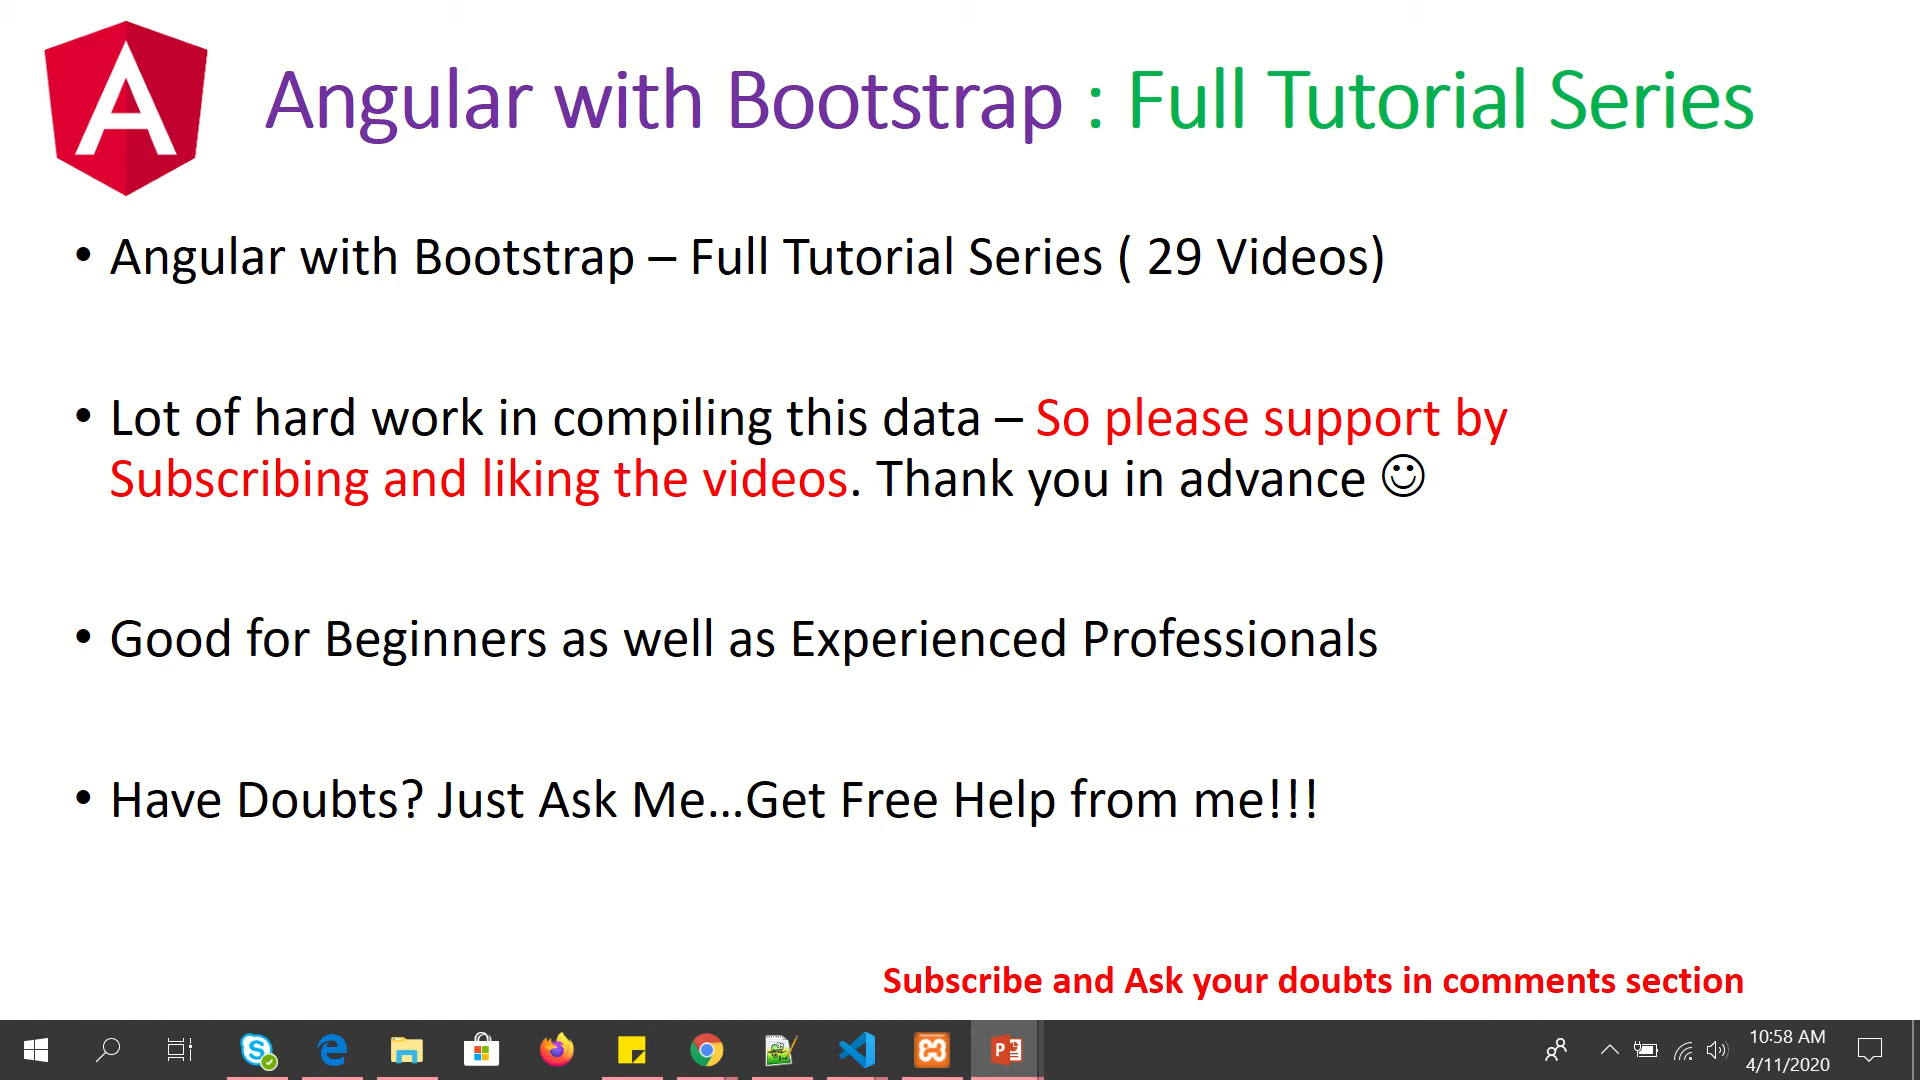 Angular with Bootstrap : Full Tutorial Series
• Angular with Bootstrap – Full Tutorial Series ( 29 Videos)
• Lot of hard work in compiling this data – So please support by
Subscribing and liking the videos. Thank you in advance ☺
• Good for Beginners as well as Experienced Professionals
• Have Doubts? Just Ask Me...Get Free Help from me!!!
Subscribe and Ask your doubts in comments section
10:58 AM
4/11/2020